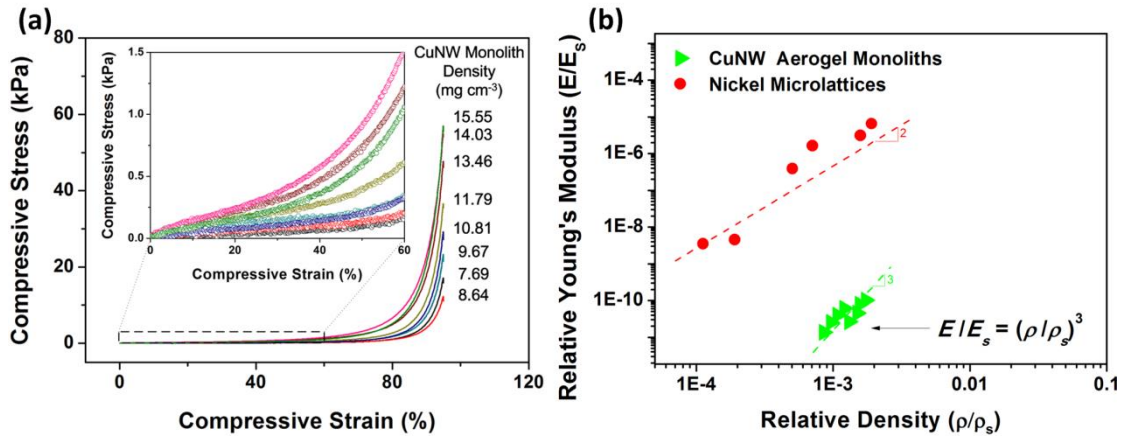 (a)
80
60
40
20
0
Compressive Stress (kPa)
0
40
80
120
Compressive Strain (%)
1.5
1.0
0.5
0.0
Compressive Stress (kPa)
0
20
40
60
Compressive Strain (%)
CuNW Monolith
Density
(mg cm-3)
15.55
14.03
13.46
11.79
10.81
9.67
7.69
8.64
(b)
Relative Young's Modulus (E/Es)
1E-4
1E-6
1E-8
1E-10
CuNW Aerogel Monoliths
Nickel Microlattices
2
3
E/Es = (ρ/ρs)3
1E-4
1E-3
0.01
0.1
Relative Density (ρ/ρs)